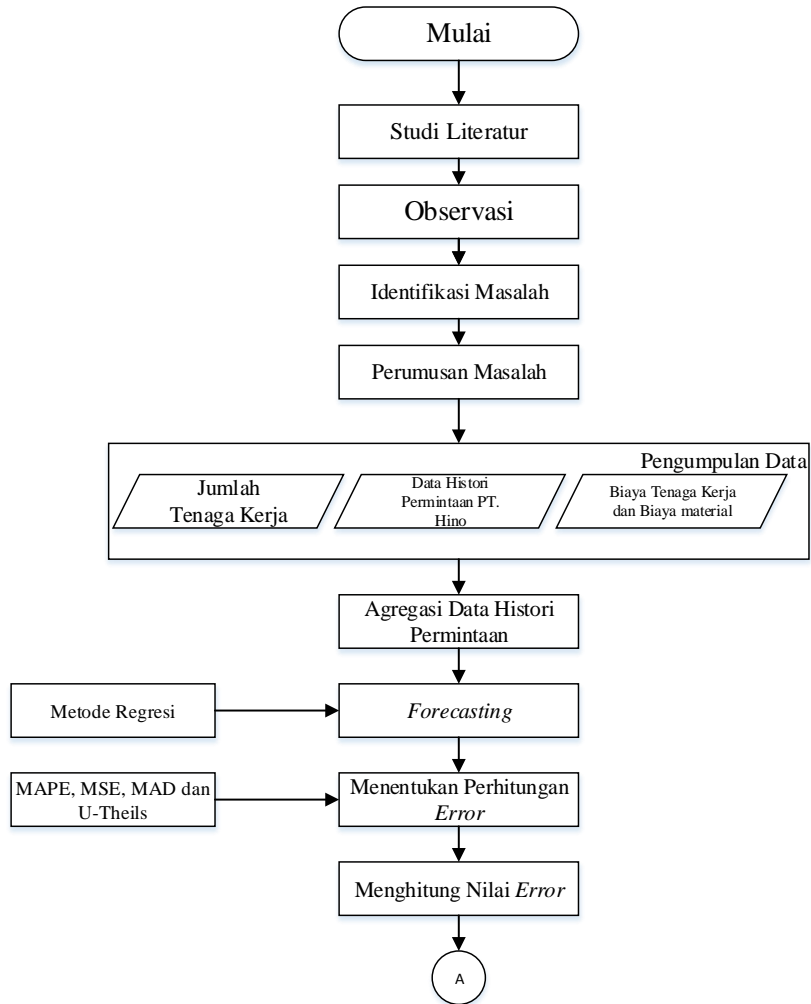 Mulai
Studi Literatur
Observasi
Identifikasi Masalah
Perumusan Masalah
Pengumpulan Data
Jumlah
Tenaga Kerja
Data Histori
Permintaan PT.
Hino
Biaya Tenaga Kerja
dan Biaya material
Agregasi Data Histori
Permintaan
Metode Regresi
Forecasting
MAPE, MSE, MAD dan
U-Theils
Menentukan Perhitungan
Error
Menghitung Nilai Error
A